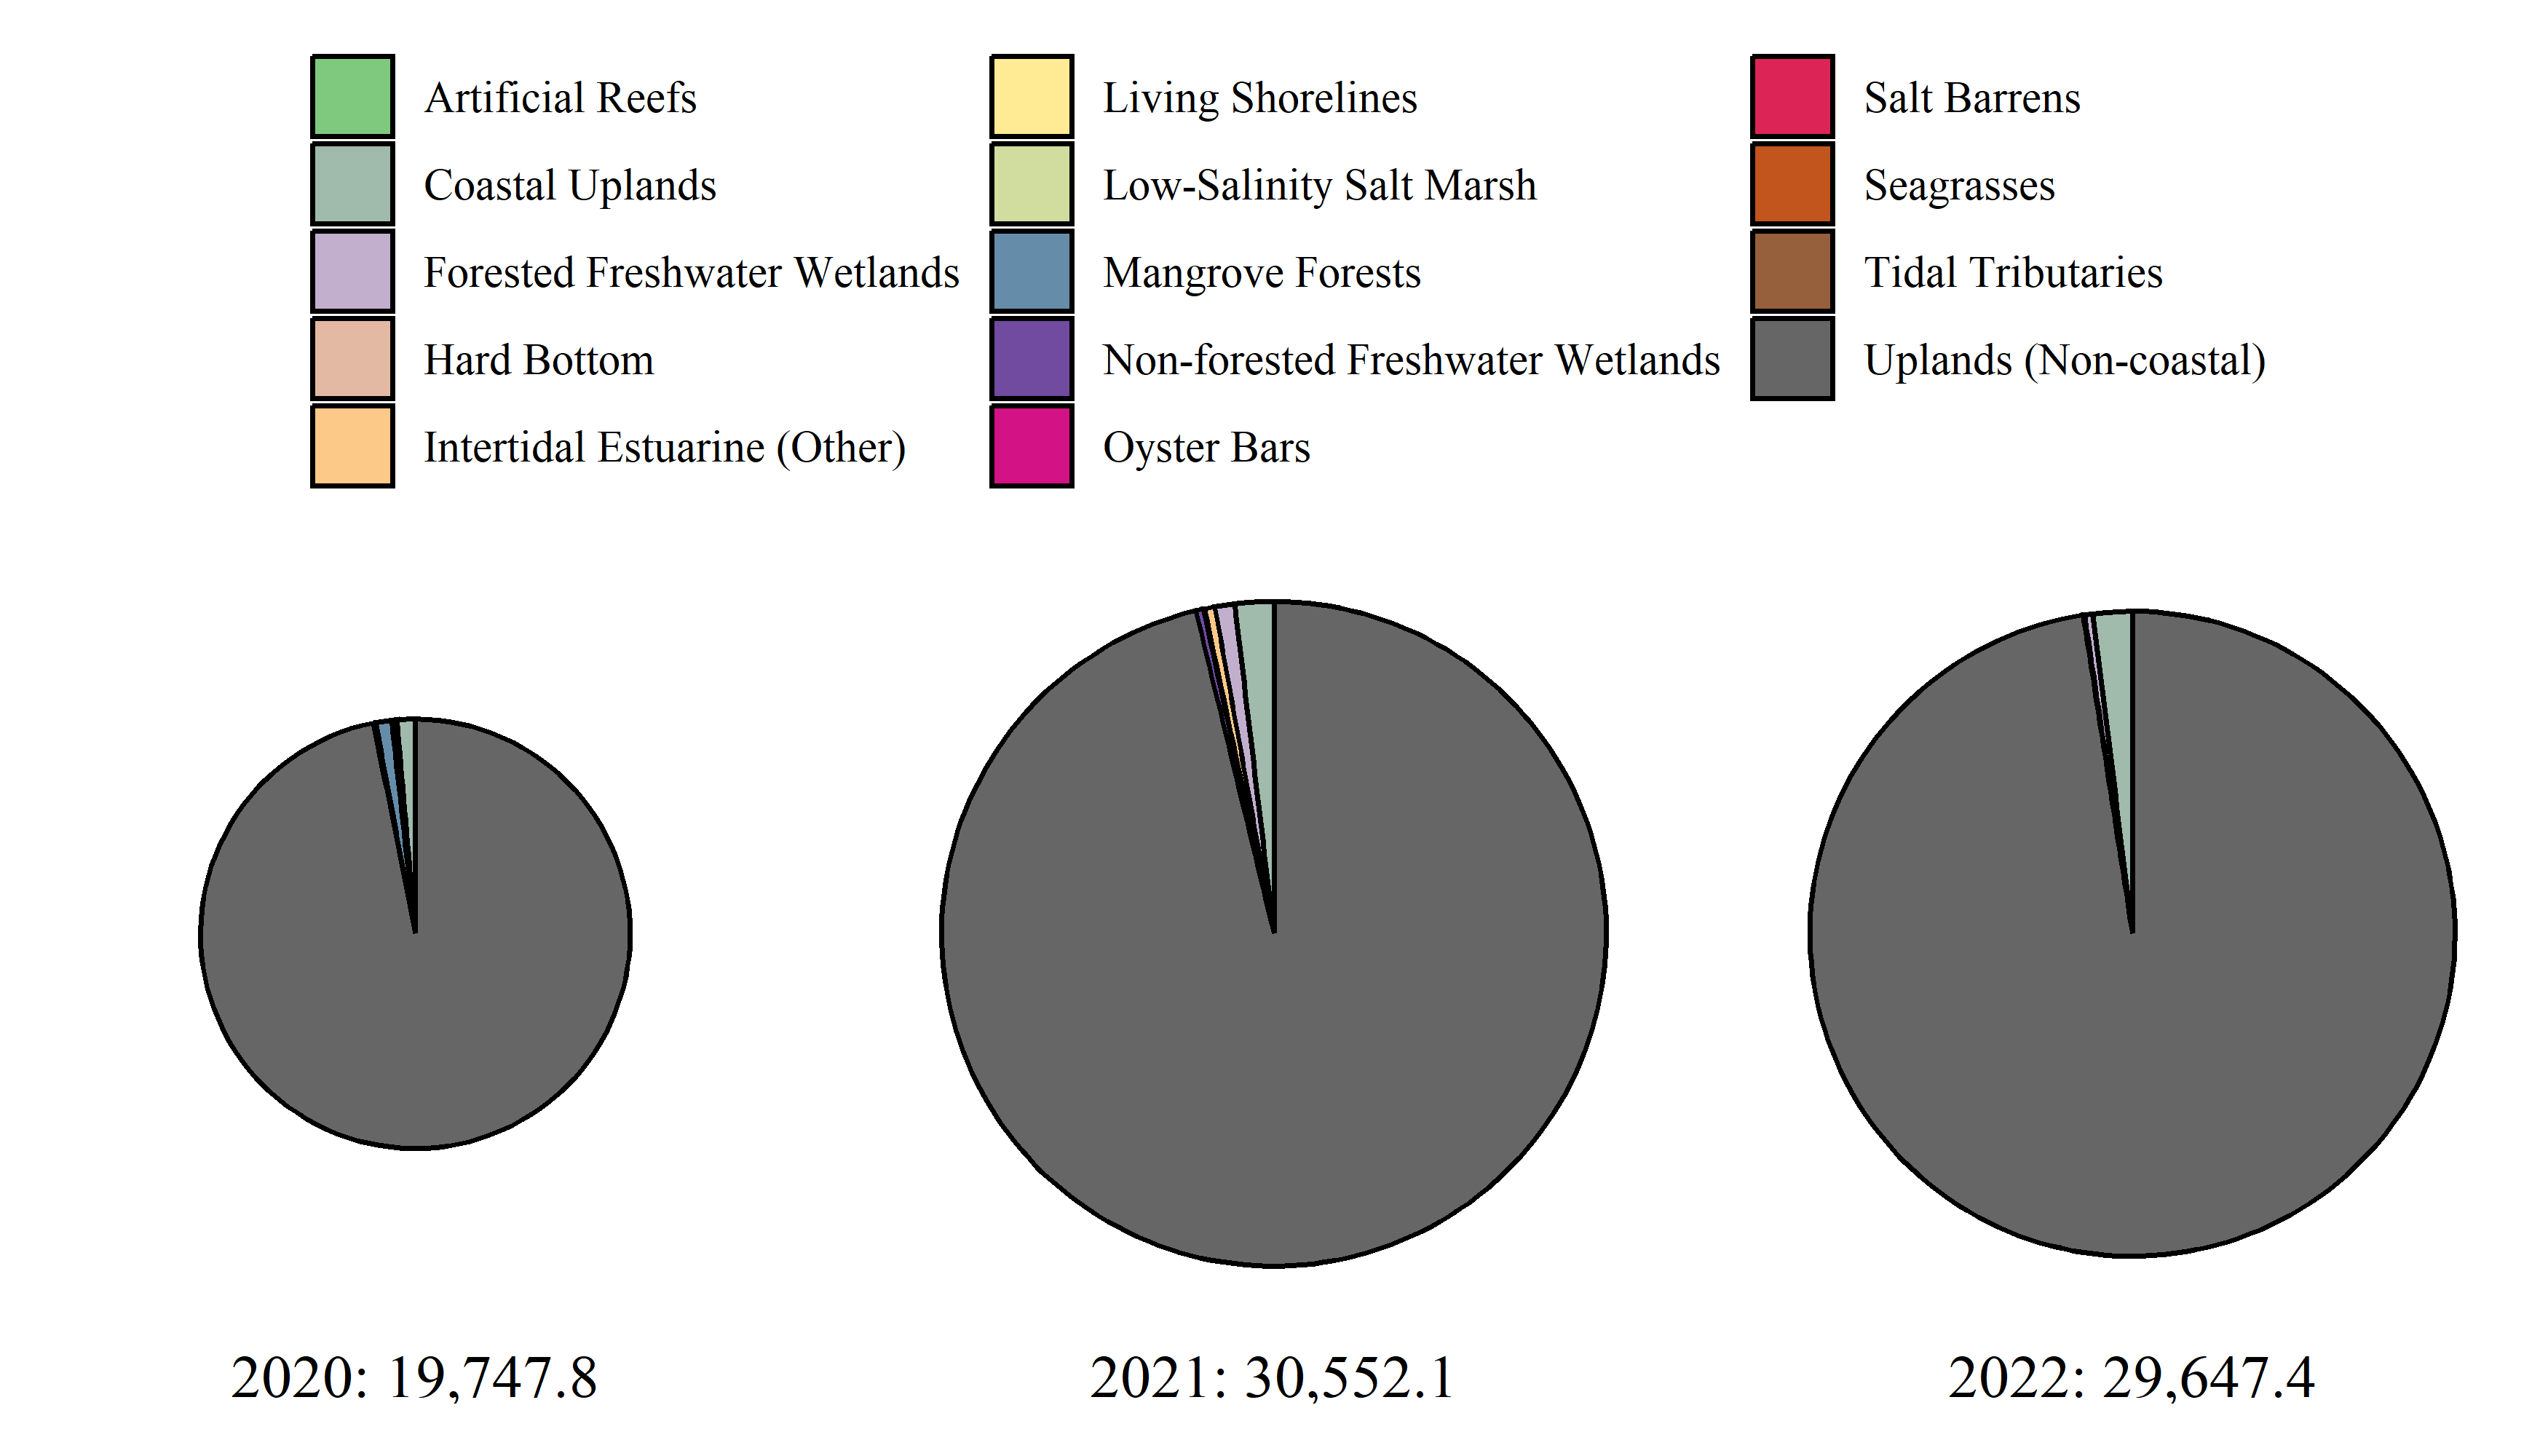 Artificial Reefs
Coastal Uplands
Forested Freshwater Wetlands
Hard Bottom
Intertidal Estuarine (Other)
Living Shorelines
Low-Salinity Salt Marsh
Mangrove Forests
Non-forested Freshwater Wetlands
Oyster Bars
Salt Barrens
Seagrasses
Tidal Tributaries
Uplands (Non-coastal)
2020: 19,747.8
2021: 30,552.1
2022: 29,647.4